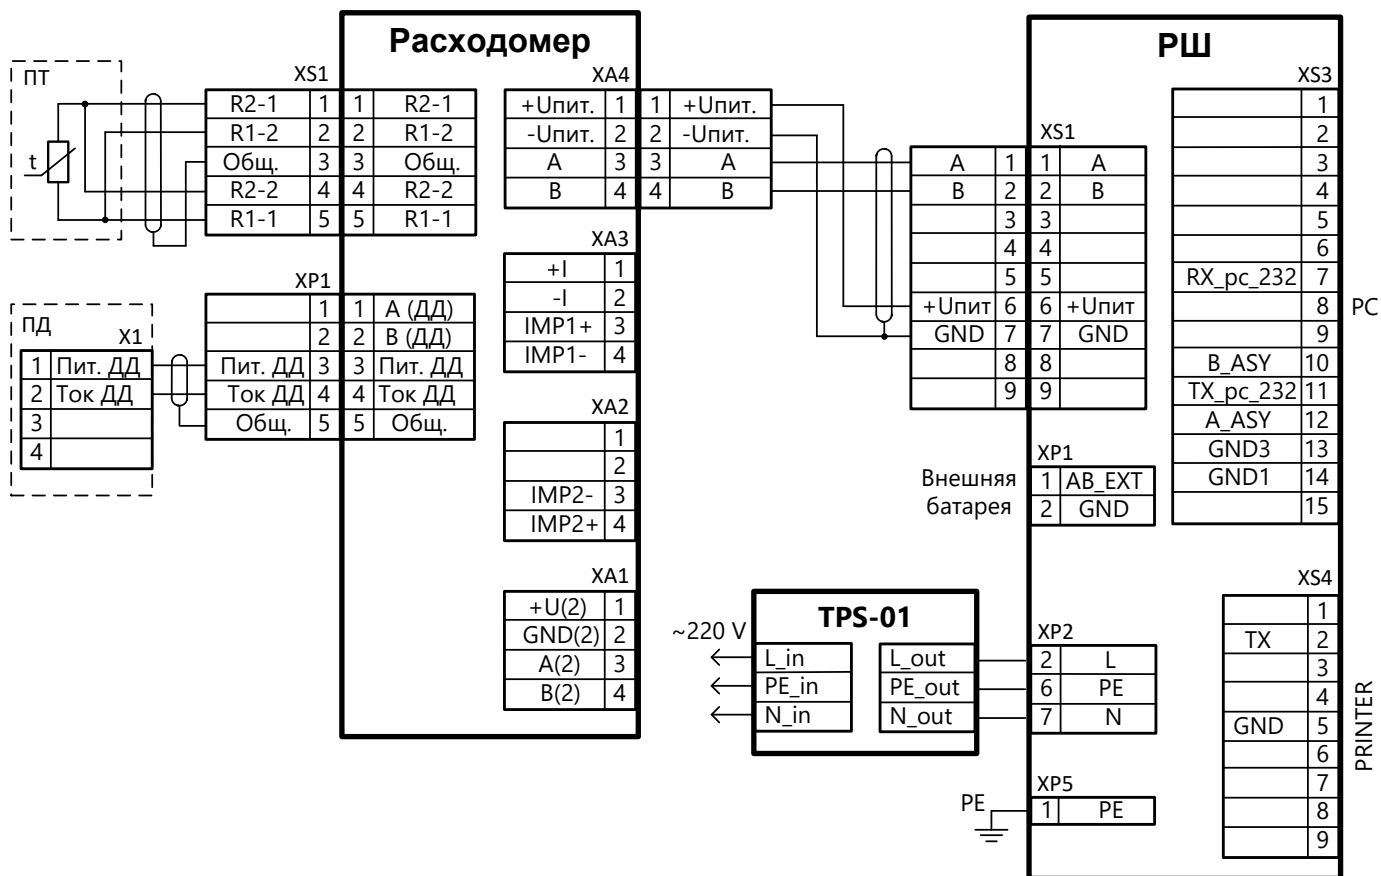 Расходомер
РШ
ПТ
t
XS1
R2-1 1 1 R2-1
R1-2 2 2 R1-2
Общ. 3 3 Общ.
R2-2 4 4 R2-2
R1-1 5 5 R1-1
XA4
+Uпит. 1 1 +Uпит.
-Uпит. 2 2 -Uпит.
A 3 3 A
B 4 4 B
XA3
+I 1
-I 2
IMP1+ 3
IMP1- 4
ПД
X1
1 Пит. ДД
2 Ток ДД
3
4
XP1
1 1 А (ДД)
2 2 В (ДД)
Пит. ДД 3 3 Пит. ДД
Ток ДД 4 4 Ток ДД
Общ. 5 5 Общ.
XA2
1
2
IMP2- 3
IMP2+ 4
XA1
+U(2) 1
GND(2) 2
A(2) 3
B(2) 4
XS1
A 1 1 A
B 2 2 B
3 3
4 4
5 5
+Uпит 6 6 +Uпит
GND 7 7 GND
8 8
9 9
XS3
1
2
3
4
5
6
RX_pc_232 7
8
9
B_ASY 10
TX_pc_232 11
A_ASY 12
GND3 13
GND1 14
15
PC
XP1
Внешняя
батарея
1 AB_EXT
2 GND
TPS-01
~220 V
L_in L_out
PE_in PE_out
N_in N_out
XP2
2 L
6 PE
7 N
XP5
PE
1 PE
XS4
1
TX 2
3
4
GND 5
6
7
8
9
PRINTER